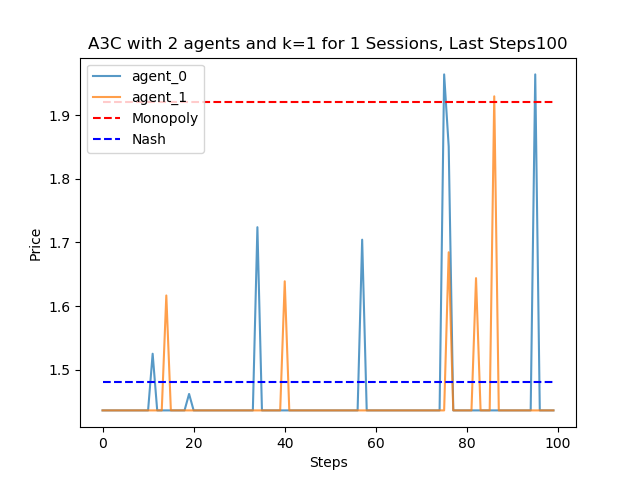 A3C with 2 agents and k=1 for 1 Sessions, Last Steps100
agent_0
agent_1
Monopoly
Nash
1.9
1.8
1.7
1.6
1.5
Price
0 20 40 60 80 100
Steps